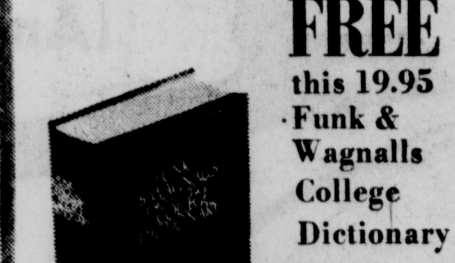 FREE
this 19.95
Funk &
Wagnalls
College
Dictionary